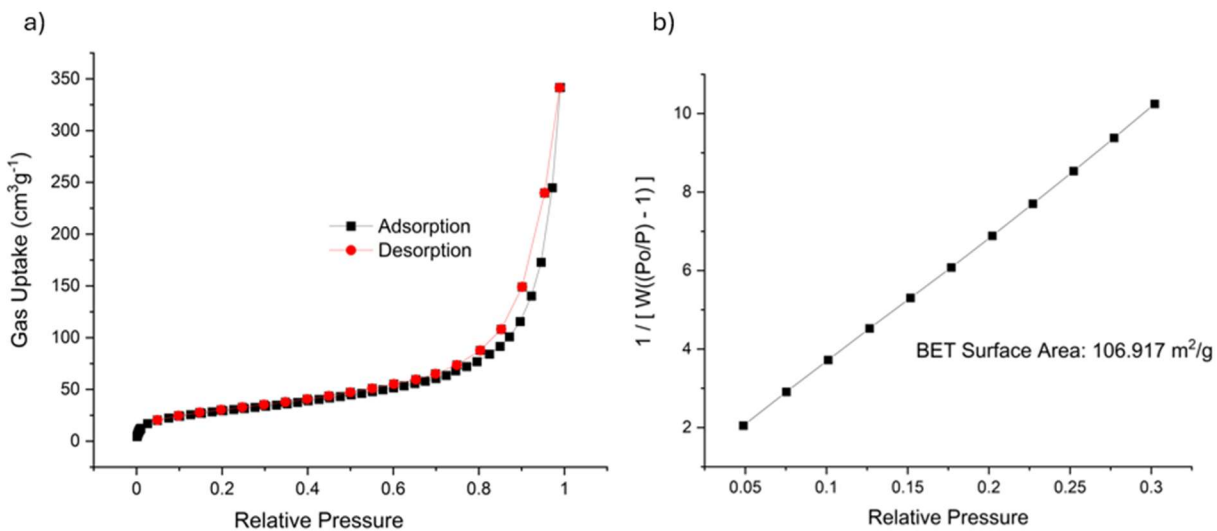 a)
Gas Uptake (cm³g⁻¹)
350
300
250
200
150
100
50
0
Adsorption
Desorption
0 0.2 0.4 0.6 0.8 1
Relative Pressure
b)
1 / [ W((Po/P) - 1) ]
10
8
6
4
2
BET Surface Area: 106.917 m²/g
0.05 0.1 0.15 0.2 0.25 0.3
Relative Pressure